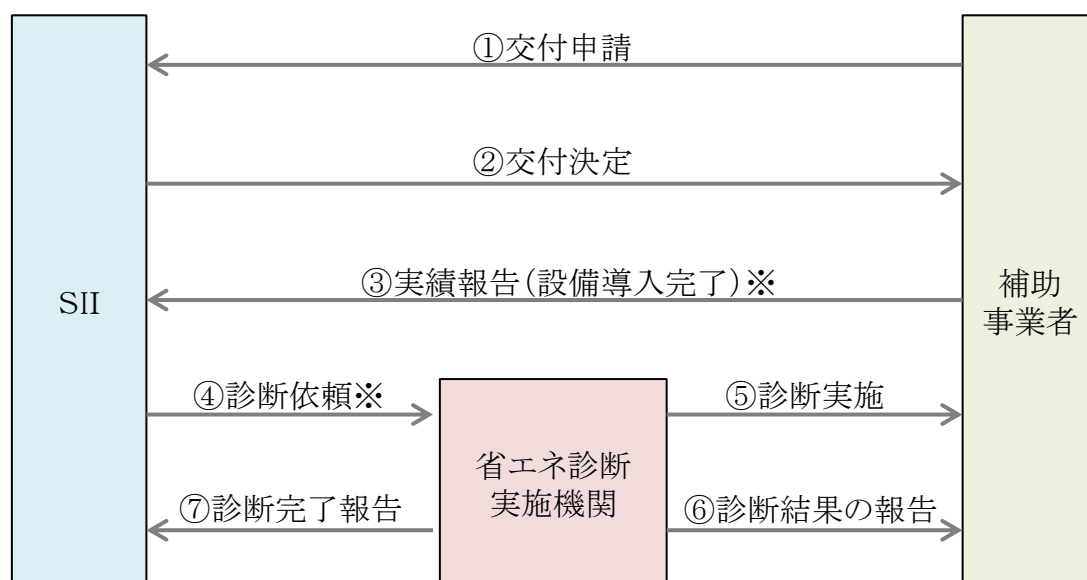 ①交付申請
②交付決定
③実績報告(設備導入完了)※
SII
補助
事業者
④診断依頼※
⑤診断実施
省エネ診断
実施機関
⑦診断完了報告
⑥診断結果の報告